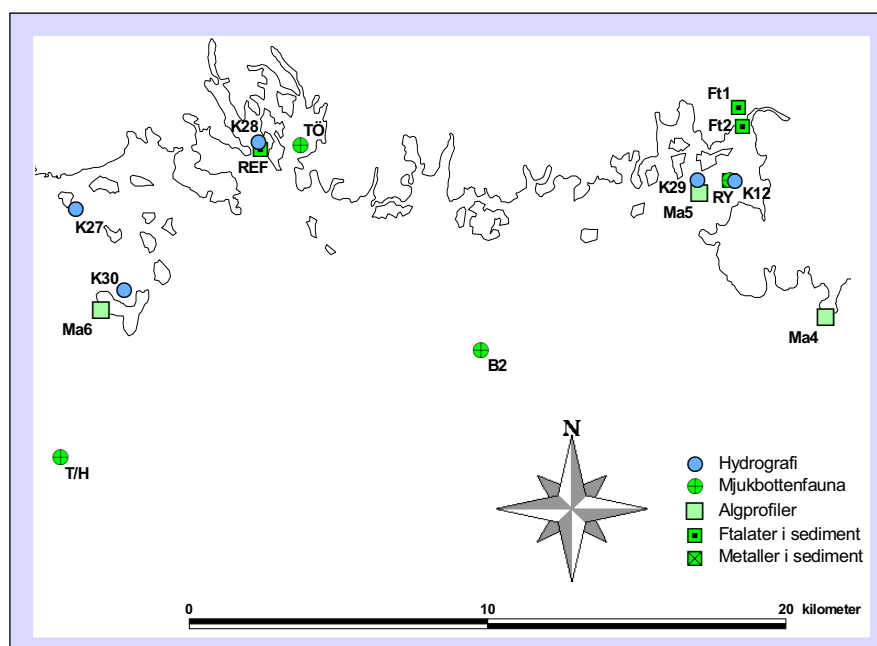 Ft1
Ft2
K28
TÖ
REF
K29
RY
K12
Ma5
K27
K30
Ma6
Ma4
B2
T/H
N
Hydrografi
Mjukbottenfauna
Algprofiler
Ftalater i sediment
Metaller i sediment
0 10 20 kilometer